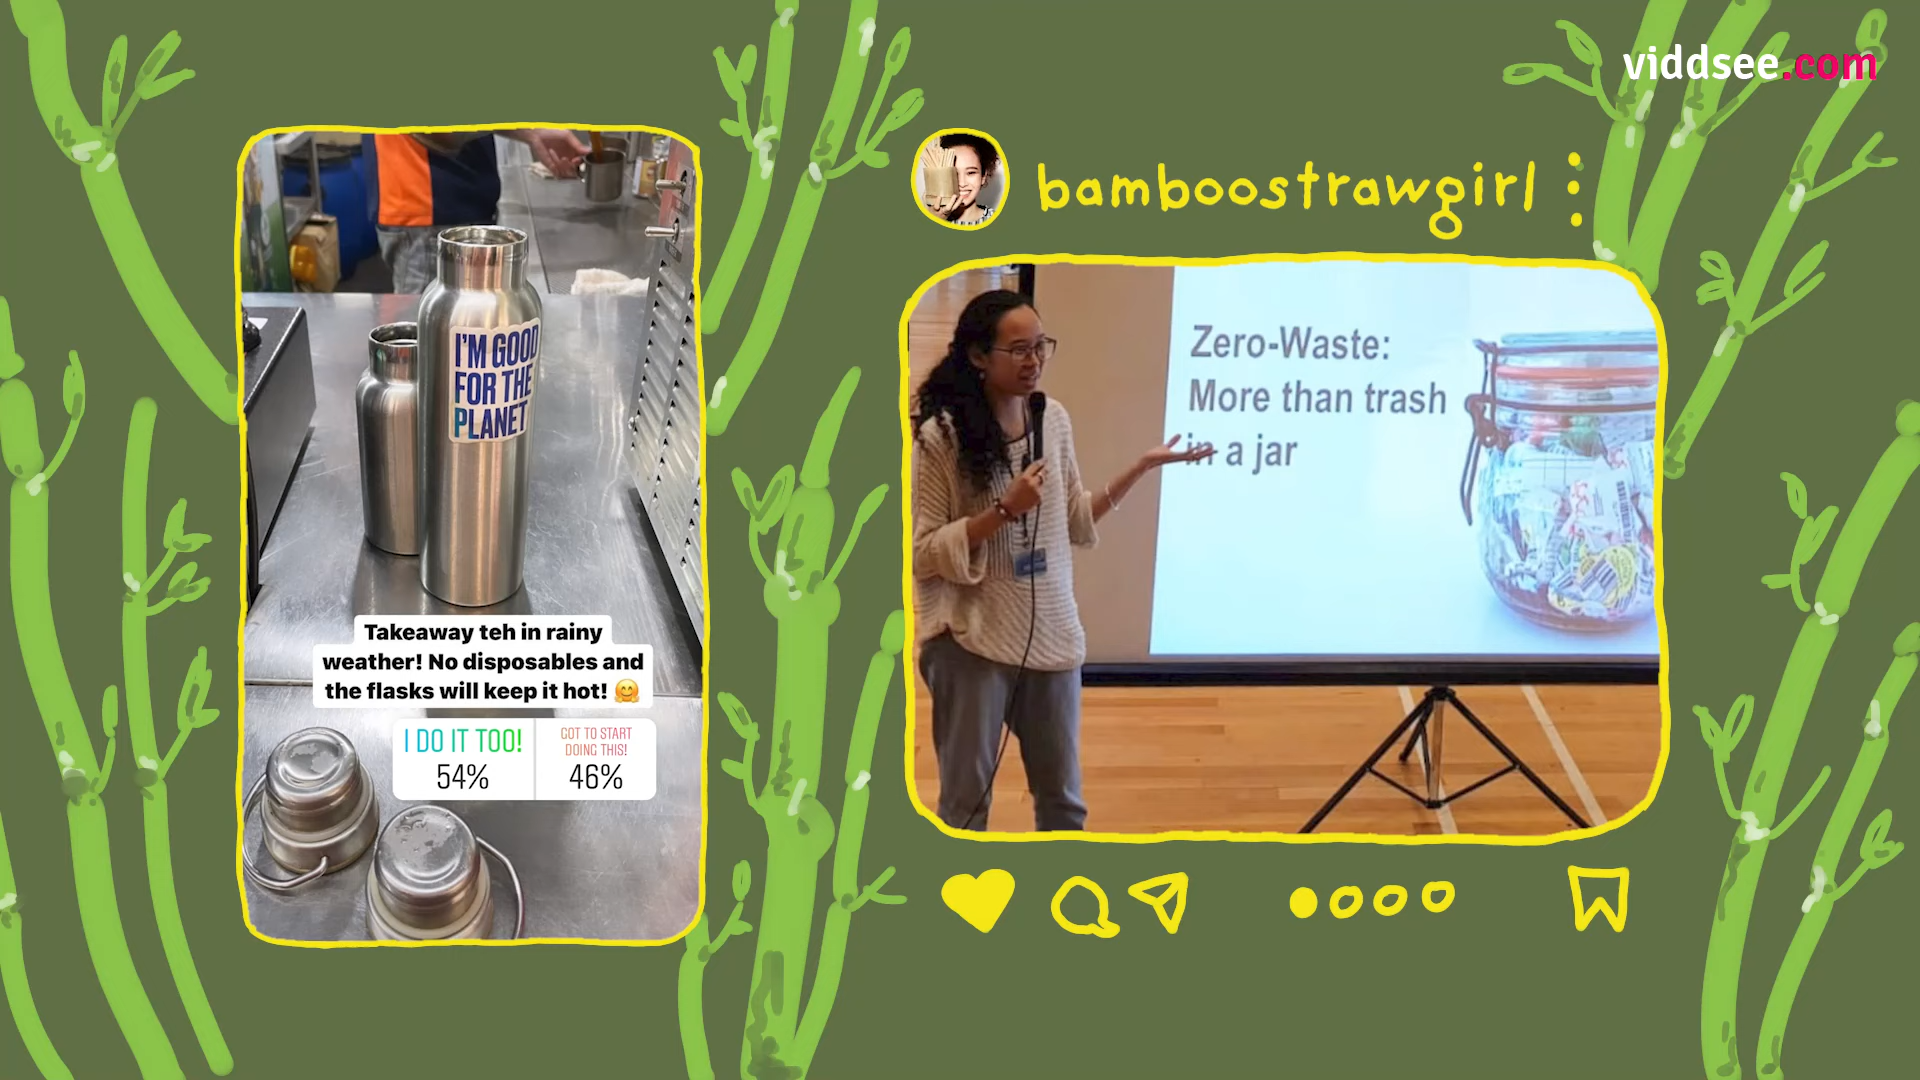 viddsee.com
bamboostrawgirl
I'M GOOD
FOR THE
PLANET
Takeaway teh in rainy
weather! No disposables and
the flasks will keep it hot! 🤗
I DO IT TOO!
54%
GOT TO START
DOING THIS!
46%
Zero-Waste:
More than trash
in a jar